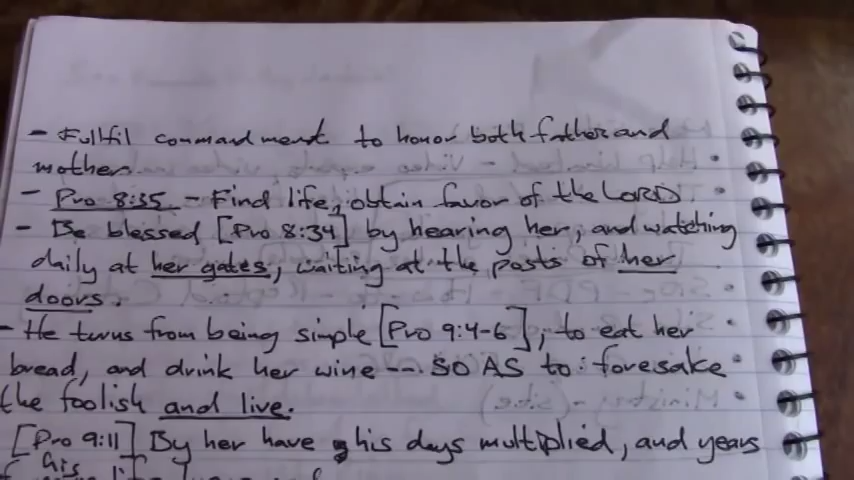 - Fullfil commandment to honor both father and
mother.
- Pro 8:35 - Find life, obtain favor of the LORD.
- Be blessed [Pro 8:34] by hearing her, and watching
daily at her gates, waiting at the posts of her
doors.
- He turns from being simple [Pro 9:4-6], to eat her
bread, and drink her wine -- SO AS to: foresake
the foolish and live.
[Pro 9:11] By her have his days multiplied, and years
his